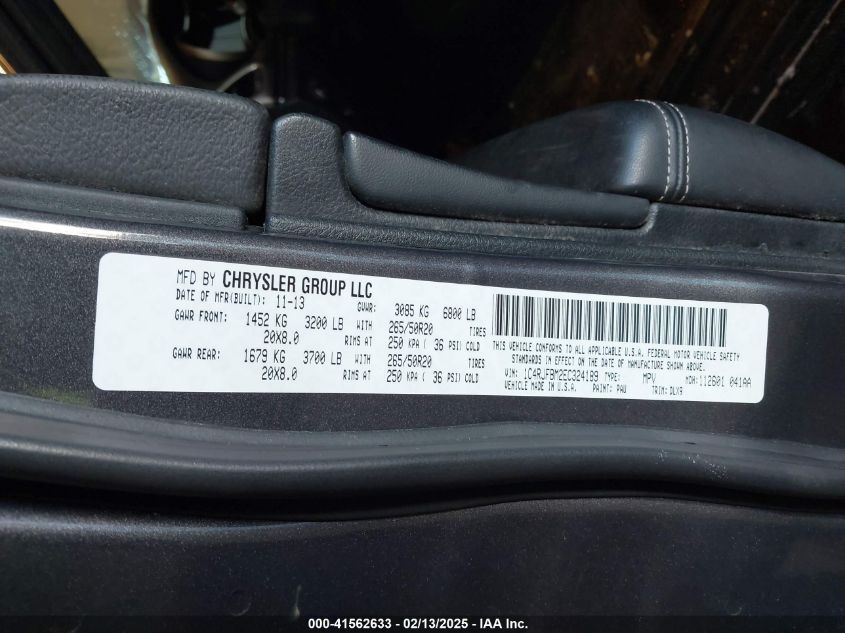 MFD BY CHRYSLER GROUP LLC
DATE OF MFR(BUILT): 11-13 GVWR: 3085 KG 6800 LB
GAWR FRONT: 1452 KG 3200 LB WITH 265/50R20 TIRES
20X8.0 RIMS AT 250 KPA ( 36 PSI) COLD
GAWR REAR: 1679 KG 3700 LB WITH 265/50R20 TIRES
20X8.0 RIMS AT 250 KPA ( 36 PSI) COLD
THIS VEHICLE CONFORMS TO ALL APPLICABLE U.S.A. FEDERAL MOTOR VEHICLE SAFETY
STANDARDS IN EFFECT ON THE DATE OF MANUFACTURE SHOWN ABOVE.
VIN: 1C4RJFBM2EC324189 TYPE: MPV MDH:112601 041AA
VEHICLE MADE IN U.S.A. PAINT: PAU TRIM: DLX9
000-41562633 - 02/13/2025 - IAA Inc.